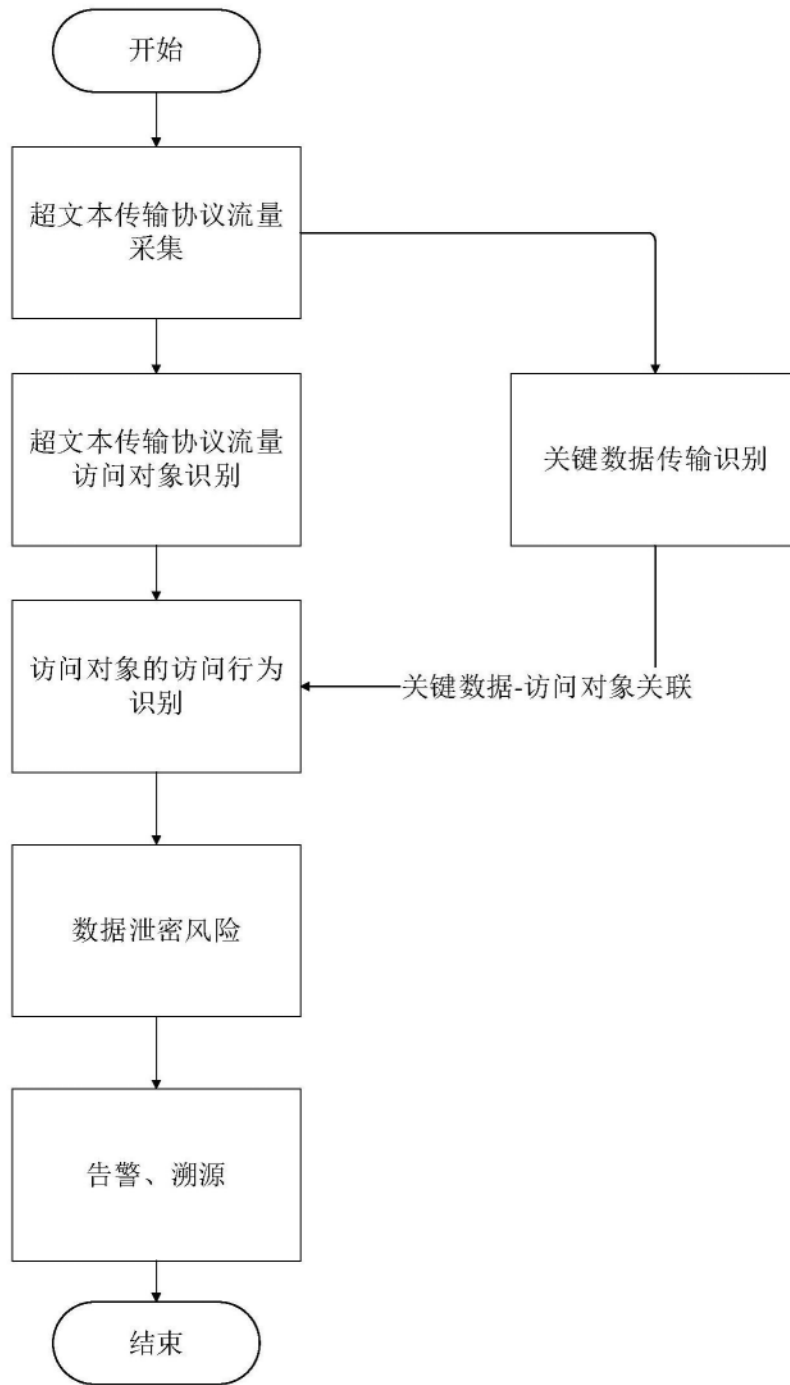 开始
超文本传输协议流量
采集
超文本传输协议流量
访问对象识别
关键数据传输识别
访问对象的访问行为
识别
关键数据-访问对象关联
数据泄密风险
告警、溯源
结束